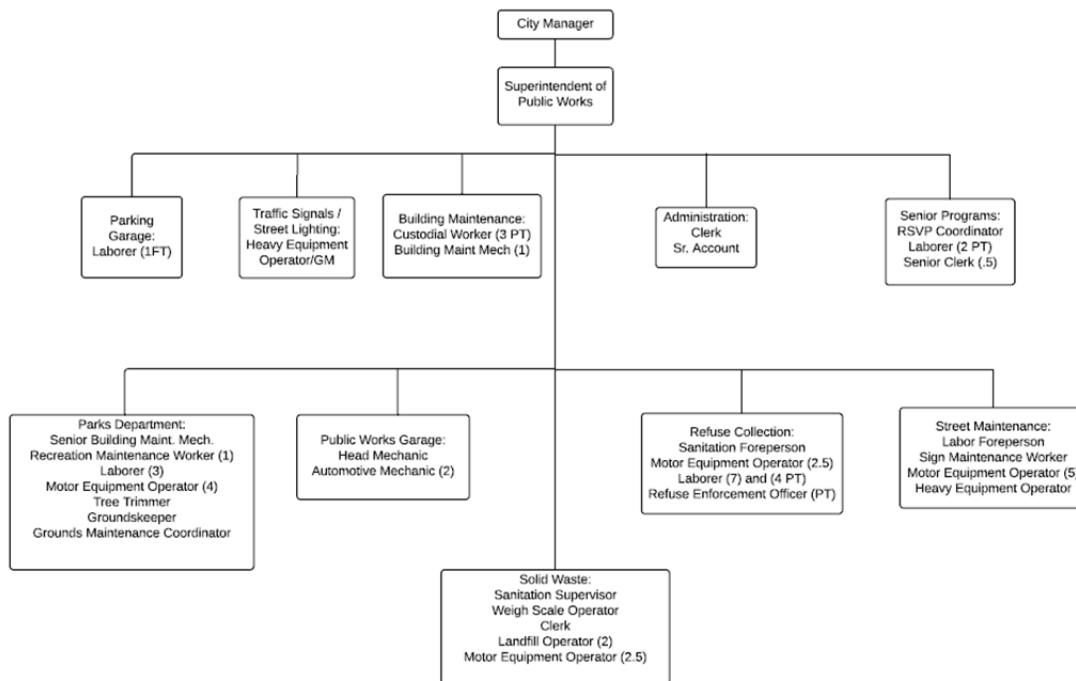 City Manager
Superintendent of
Public Works
Parking
Garage:
Laborer (1FT)
Traffic Signals /
Street Lighting:
Heavy Equipment
Operator/GM
Building Maintenance:
Custodial Worker (3 PT)
Building Maint Mech (1)
Administration:
Clerk
Sr. Account
Senior Programs:
RSVP Coordinator
Laborer (2 PT)
Senior Clerk (.5)
Parks Department:
Senior Building Maint. Mech.
Recreation Maintenance Worker (1)
Laborer (3)
Motor Equipment Operator (4)
Tree Trimmer
Groundskeeper
Grounds Maintenance Coordinator
Public Works Garage:
Head Mechanic
Automotive Mechanic (2)
Refuse Collection:
Sanitation Foreperson
Motor Equipment Operator (2.5)
Laborer (7) and (4 PT)
Refuse Enforcement Officer (PT)
Street Maintenance:
Labor Foreperson
Sign Maintenance Worker
Motor Equipment Operator (5)
Heavy Equipment Operator
Solid Waste:
Sanitation Supervisor
Weigh Scale Operator
Clerk
Landfill Operator (2)
Motor Equipment Operator (2.5)